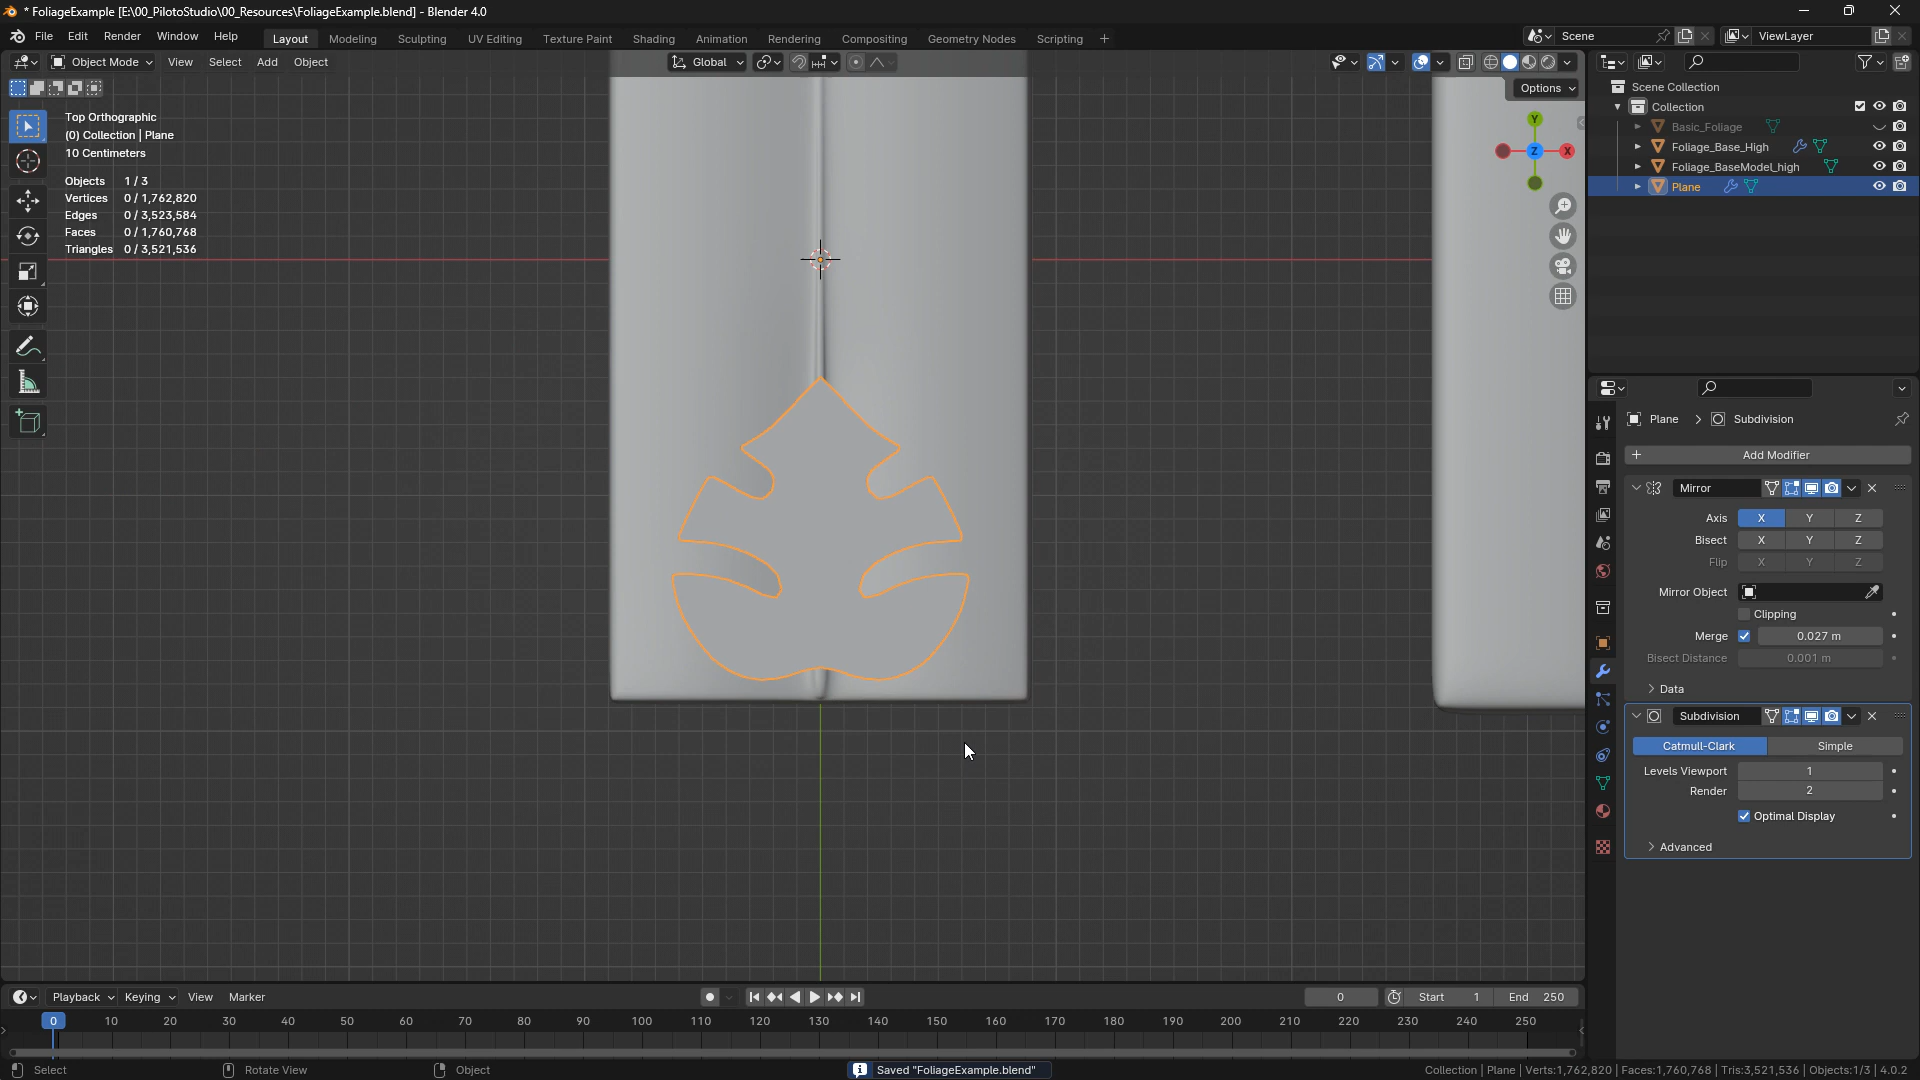 * FoliageExample [E:\00_PilotoStudio\00_Resources\FoliageExample.blend] - Blender 4.0
File Edit Render Window Help Layout Modeling Sculpting UV Editing Texture Paint Shading Animation Rendering Compositing Geometry Nodes Scripting +
Scene ViewLayer
Object Mode View Select Add Object Global
Options
Top Orthographic
(0) Collection | Plane
10 Centimeters
Objects 1 / 3
Vertices 0 / 1,762,820
Edges 0 / 3,523,584
Faces 0 / 1,760,768
Triangles 0 / 3,521,536
Y
Z X
Scene Collection
Collection
Basic_Foliage
Foliage_Base_High
Foliage_BaseModel_high
Plane
Plane > Subdivision
+ Add Modifier
Mirror
Axis X Y Z
Bisect X Y Z
Flip X Y Z
Mirror Object
Clipping
Merge 0.027 m
Bisect Distance 0.001 m
Data
Subdivision
Catmull-Clark Simple
Levels Viewport 1
Render 2
Optimal Display
Advanced
Playback Keying View Marker 0 Start 1 End 250
0 10 20 30 40 50 60 70 80 90 100 110 120 130 140 150 160 170 180 190 200 210 220 230 240 250
Select Rotate View Object Saved "FoliageExample.blend" Collection | Plane | Verts:1,762,820 | Faces:1,760,768 | Tris:3,521,536 | Objects:1/3 | 4.0.2